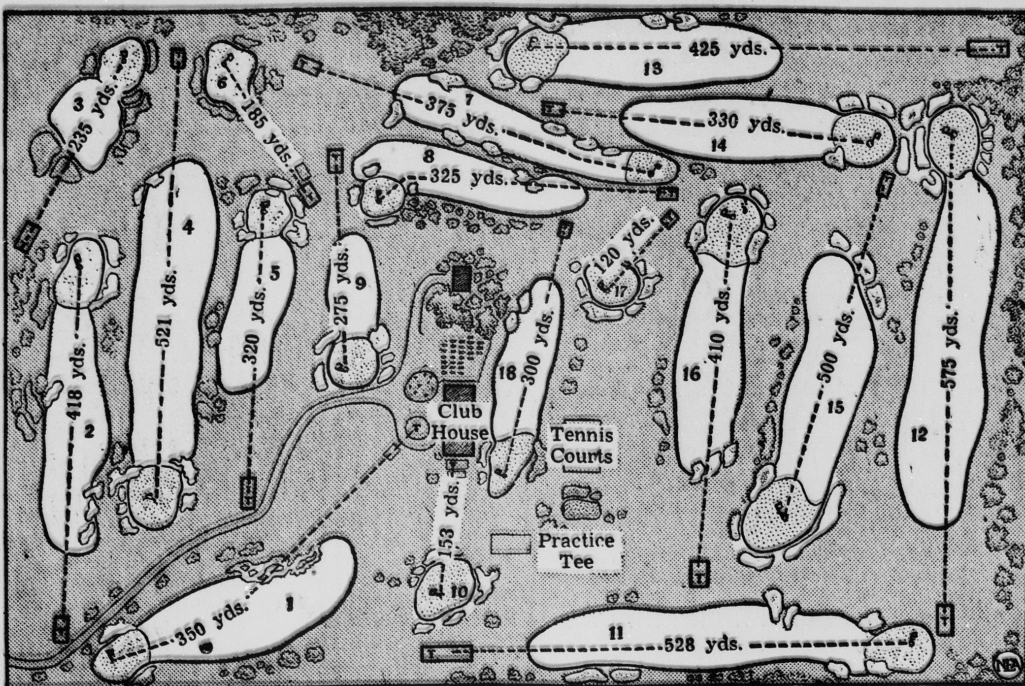 425 yds.
13
3
235 yds.
6
185 yds.
7
375 yds.
T
330 yds.
14
8
325 yds.
4
521 yds.
5
320 yds.
9
275 yds.
120 yds.
17
418 yds.
2
18
300 yds.
16
410 yds.
500 yds.
15
575 yds.
12
Club
House
Tennis
Courts
153 yds.
10
Practice
Tee
T
T
1
350 yds.
T
11
528 yds.
NEA